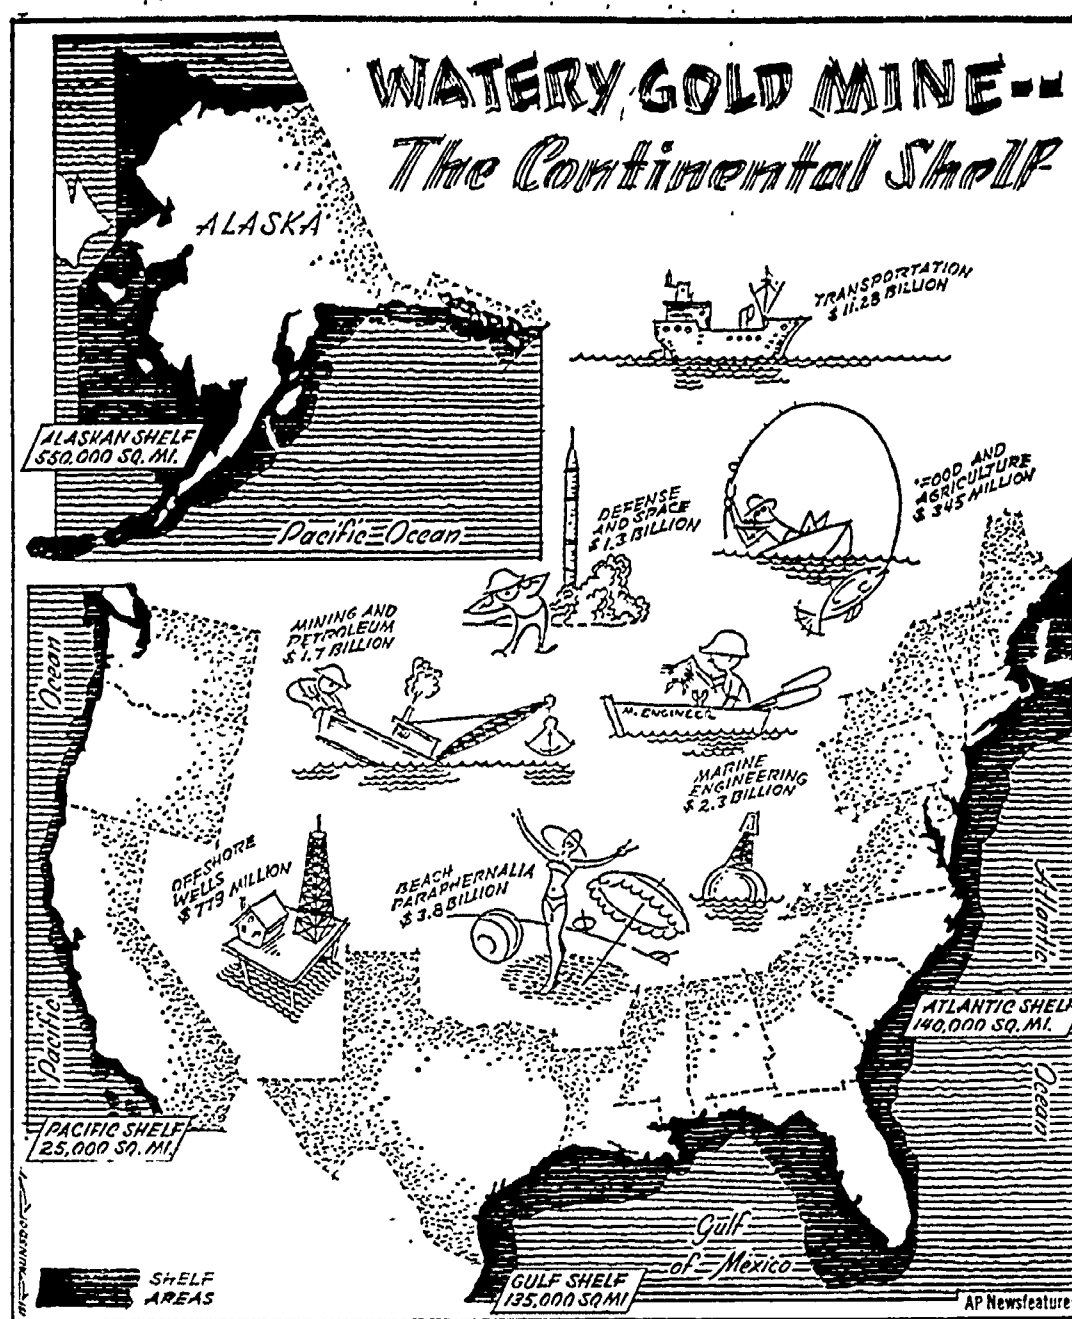 WATERY GOLD MINE--
The Continental Shelf
ALASKA
TRANSPORTATION
$11.28 BILLION
ALASKAN SHELF
550,000 SQ. MI.
Pacific Ocean
DEFENSE
AND SPACE
$1.3 BILLION
FOOD AND
AGRICULTURE
$345 MILLION
MINING AND
PETROLEUM
$1.7 BILLION
M. ENGINEER
MARINE
ENGINEERING
$2.3 BILLION
OFFSHORE
WELLS
$779 MILLION
BEACH
PARAPHERNALIA
$3.8 BILLION
Ocean
Pacific
Atlantic
Ocean
ATLANTIC SHELF
140,000 SQ. MI.
PACIFIC SHELF
25,000 SQ. MI.
Gulf
of Mexico
GULF SHELF
135,000 SQ MI
SHELF
AREAS
AP Newsfeature